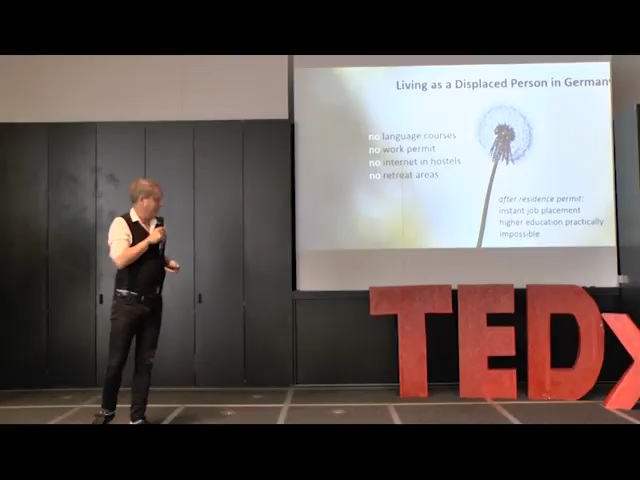 Living as a Displaced Person in Germany
no language courses
no work permit
no internet in hostels
no retreat areas
after residence permit:
instant job placement
higher education practically
impossible
TEDx